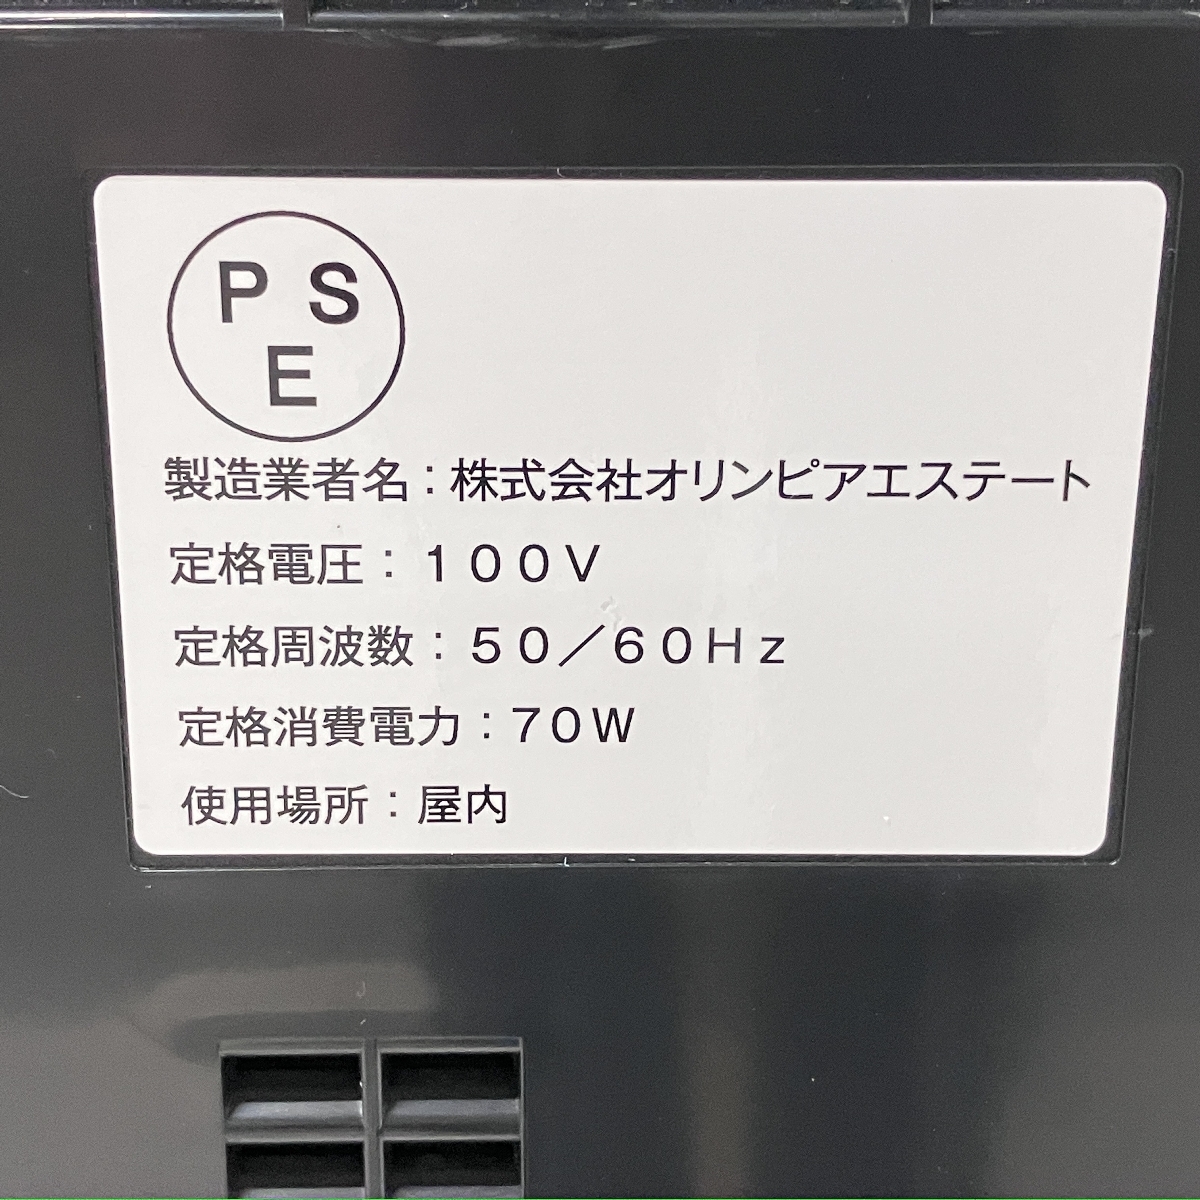 P S
E
製造業者名：株式会社オリンピアエステート
定格電圧：１００Ｖ
定格周波数：５０／６０Ｈｚ
定格消費電力：７０Ｗ
使用場所：屋内